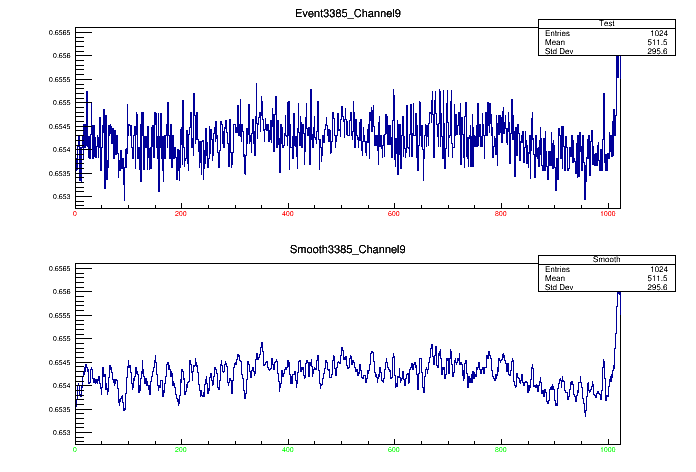 Event3385_Channel9
Test
Entries 1024
Mean 511.5
Std Dev 295.6
0.6565
0.656
0.6555
0.655
0.6545
0.654
0.6535
0.653
0 200 400 600 800 1000
Smooth3385_Channel9
Smooth
Entries 1024
Mean 511.5
Std Dev 295.6
0.6565
0.656
0.6555
0.655
0.6545
0.654
0.6535
0.653
0 200 400 600 800 1000